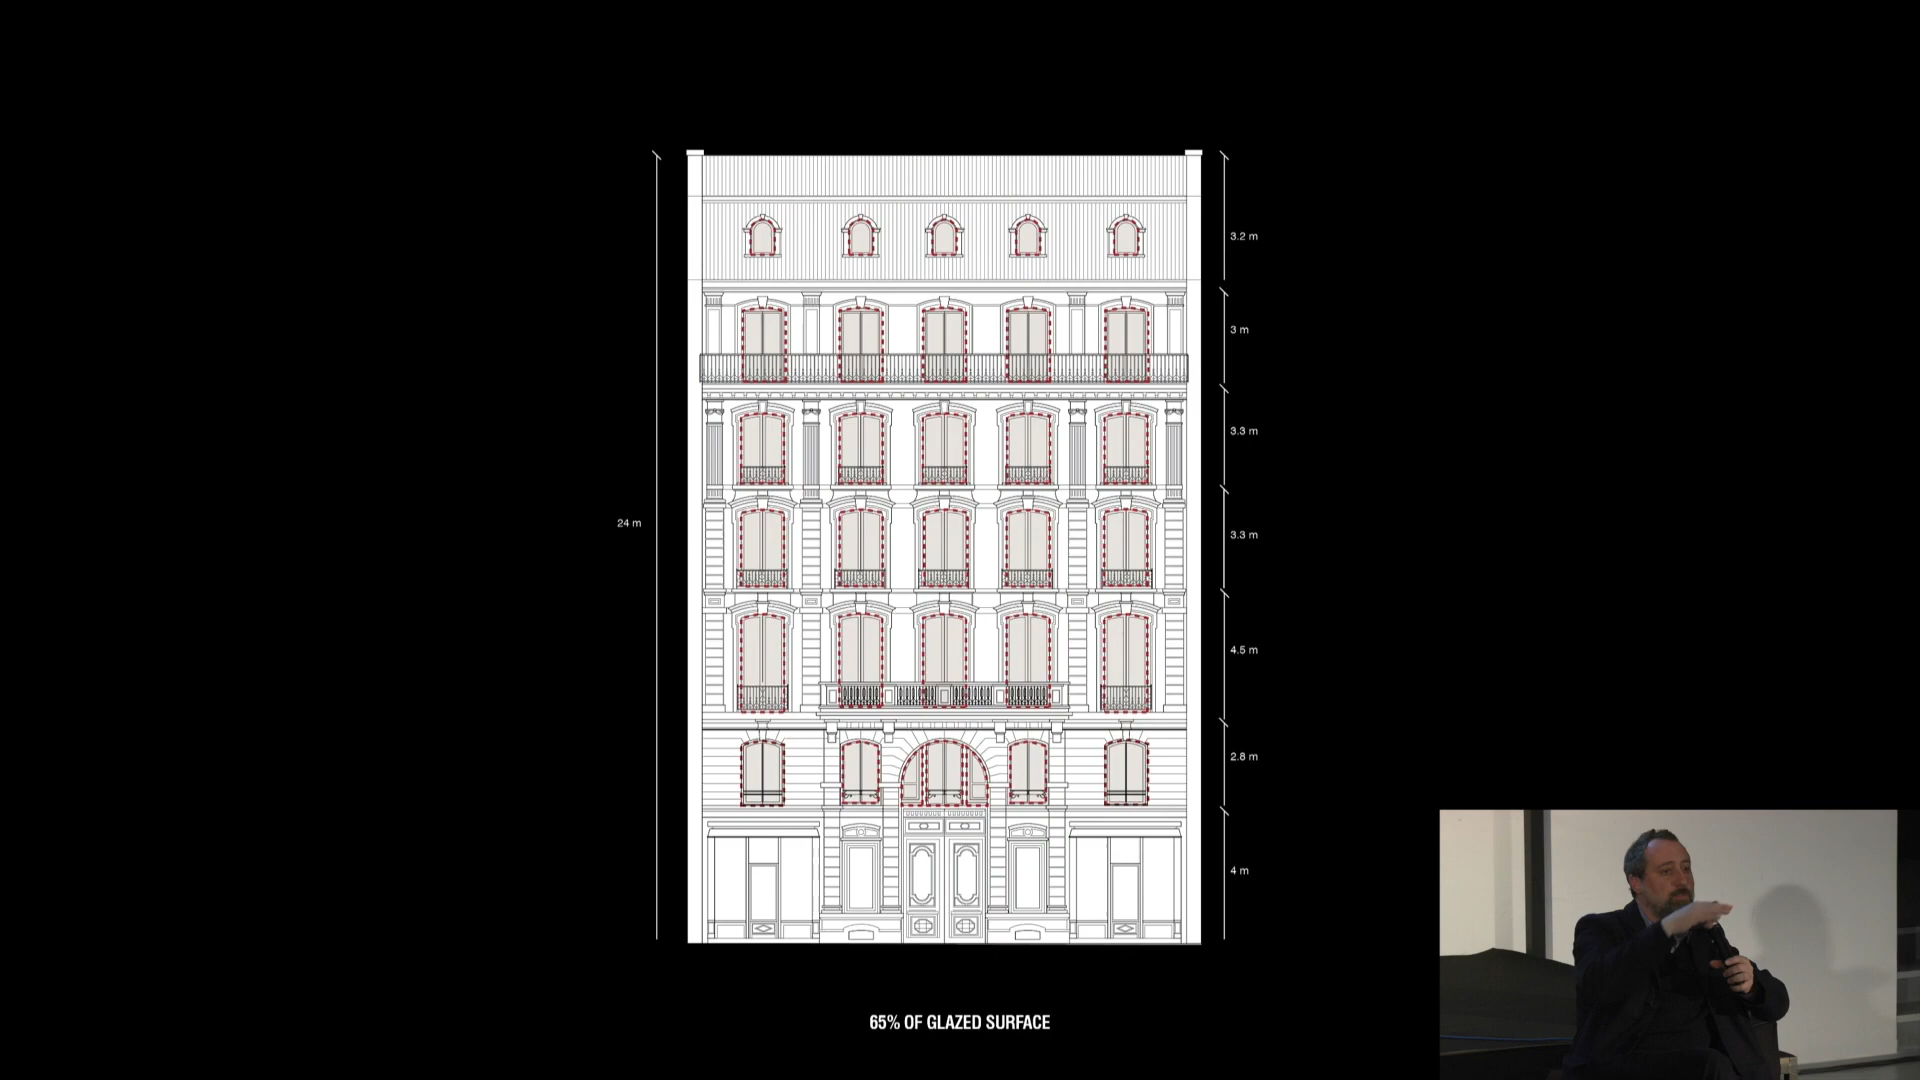 3.2 m
3 m
3.3 m
24 m
3.3 m
4.5 m
2.8 m
4 m
65% OF GLAZED SURFACE